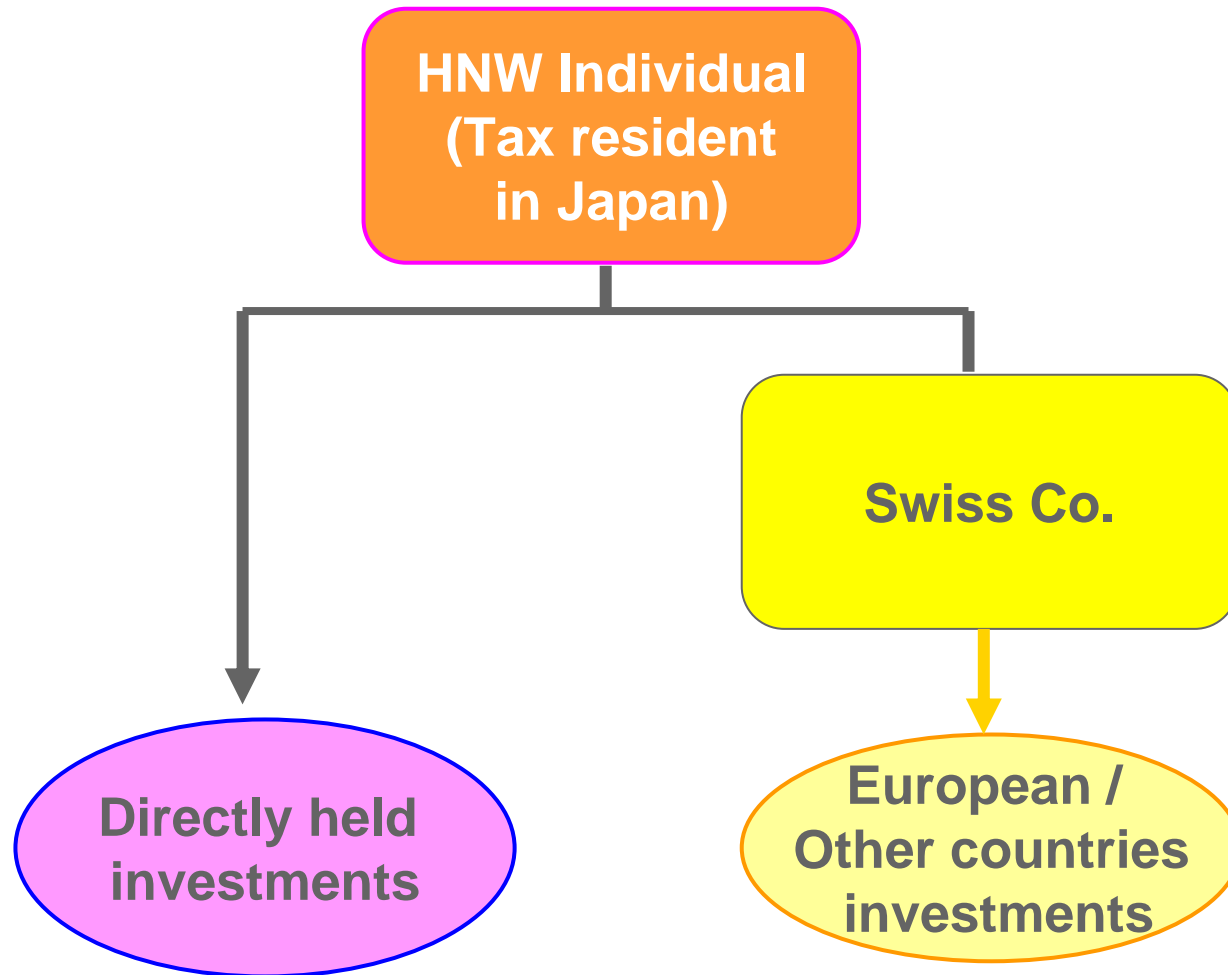 HNW Individual
(Tax resident
in Japan)
Swiss Co.
Directly held
investments
European /
Other countries
investments